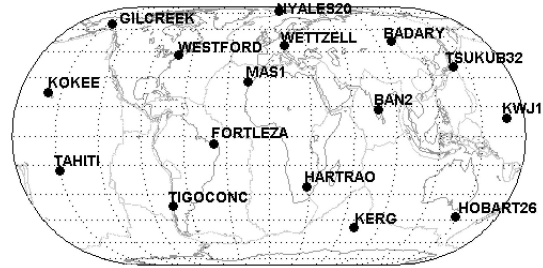 NYALES20
GILCREEK
WETTZELL
BADARY
WESTFORD
TSUKUB32
MAS1
KOKEE
BAN2
KWJ1
FORTLEZA
TAHITI
HARTRAO
TIGOCONC
HOBART26
KERG